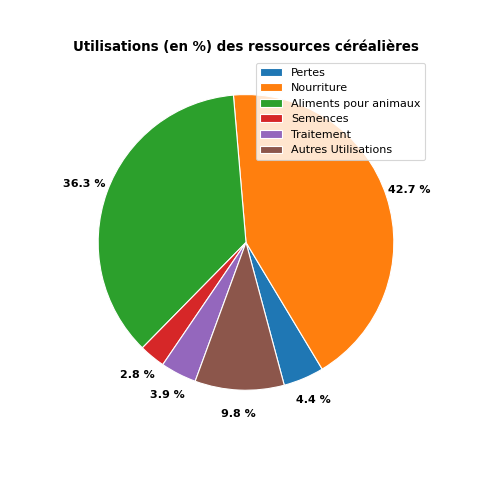 Utilisations (en %) des ressources céréalières
Pertes
Nourriture
Aliments pour animaux
Semences
Traitement
Autres Utilisations
36.3 %
42.7 %
2.8 %
3.9 %
9.8 %
4.4 %